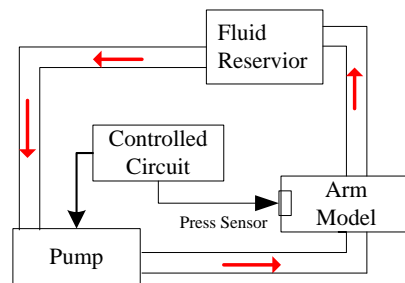 Fluid
Reservior
Controlled
Circuit
Press Sensor
Arm
Model
Pump